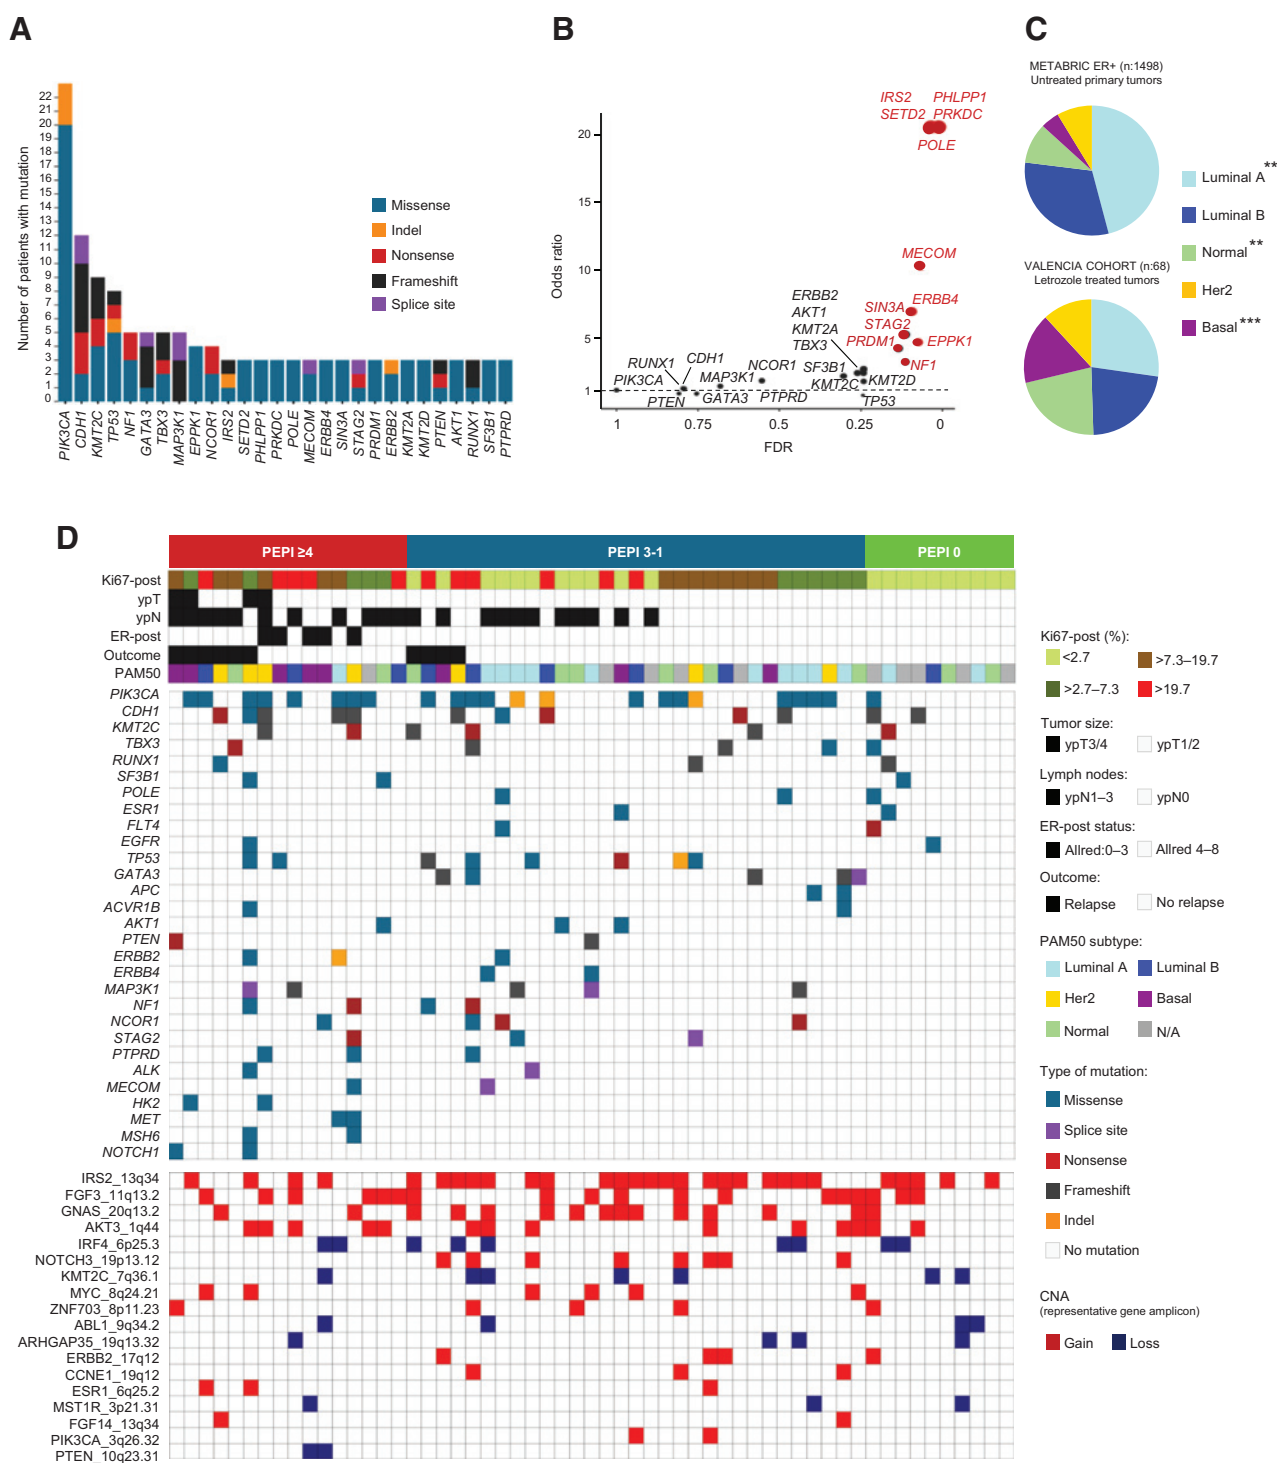 A
Number of patients with mutation
22
21
20
19
18
17
16
15
14
13
12
11
10
9
8
7
6
5
4
3
2
1
0
Missense
Indel
Nonsense
Frameshift
Splice site
PIK3CA
CDH1
KMT2C
TP53
NF1
GATA3
TBX3
MAP3K1
EPPK1
NCOR1
IRS2
SETD2
PHLPP1
PRKDC
POLE
MECOM
ERBB4
SIN3A
STAG2
PRDM1
ERBB2
KMT2A
KMT2D
PTEN
AKT1
RUNX1
SF3B1
PTPRD
B
Odds ratio
20
15
10
5
1
IRS2 PHLPP1
SETD2 PRKDC
POLE
MECOM
ERBB2
AKT1
KMT2A
TBX3
SIN3A ERBB4
STAG2
PRDM1 EPPK1
NF1
RUNX1 CDH1
PIK3CA
PTEN
MAP3K1
GATA3
NCOR1
PTPRD
SF3B1
KMT2C
KMT2D
TP53
1 0.75 0.5 0.25 0
FDR
C
METABRIC ER+ (n:1498)
Untreated primary tumors
VALENCIA COHORT (n:68)
Letrozole treated tumors
Luminal A**
Luminal B
Normal**
Her2
Basal***
D
PEPI ≥4 PEPI 3-1 PEPI 0
Ki67-post
ypT
ypN
ER-post
Outcome
PAM50
PIK3CA
CDH1
KMT2C
TBX3
RUNX1
SF3B1
POLE
ESR1
FLT4
EGFR
TP53
GATA3
APC
ACVR1B
AKT1
PTEN
ERBB2
ERBB4
MAP3K1
NF1
NCOR1
STAG2
PTPRD
ALK
MECOM
HK2
MET
MSH6
NOTCH1
IRS2_13q34
FGF3_11q13.2
GNAS_20q13.2
AKT3_1q44
IRF4_6p25.3
NOTCH3_19p13.12
KMT2C_7q36.1
MYC_8q24.21
ZNF703_8p11.23
ABL1_9q34.2
ARHGAP35_19q13.32
ERBB2_17q12
CCNE1_19q12
ESR1_6q25.2
MST1R_3p21.31
FGF14_13q34
PIK3CA_3q26.32
PTEN_10q23.31
Ki67-post (%):
<2.7 >7.3–19.7
>2.7–7.3 >19.7
Tumor size:
ypT3/4 ypT1/2
Lymph nodes:
ypN1–3 ypN0
ER-post status:
Allred:0–3 Allred 4–8
Outcome:
Relapse No relapse
PAM50 subtype:
Luminal A Luminal B
Her2 Basal
Normal N/A
Type of mutation:
Missense
Splice site
Nonsense
Frameshift
Indel
No mutation
CNA
(representative gene amplicon)
Gain Loss